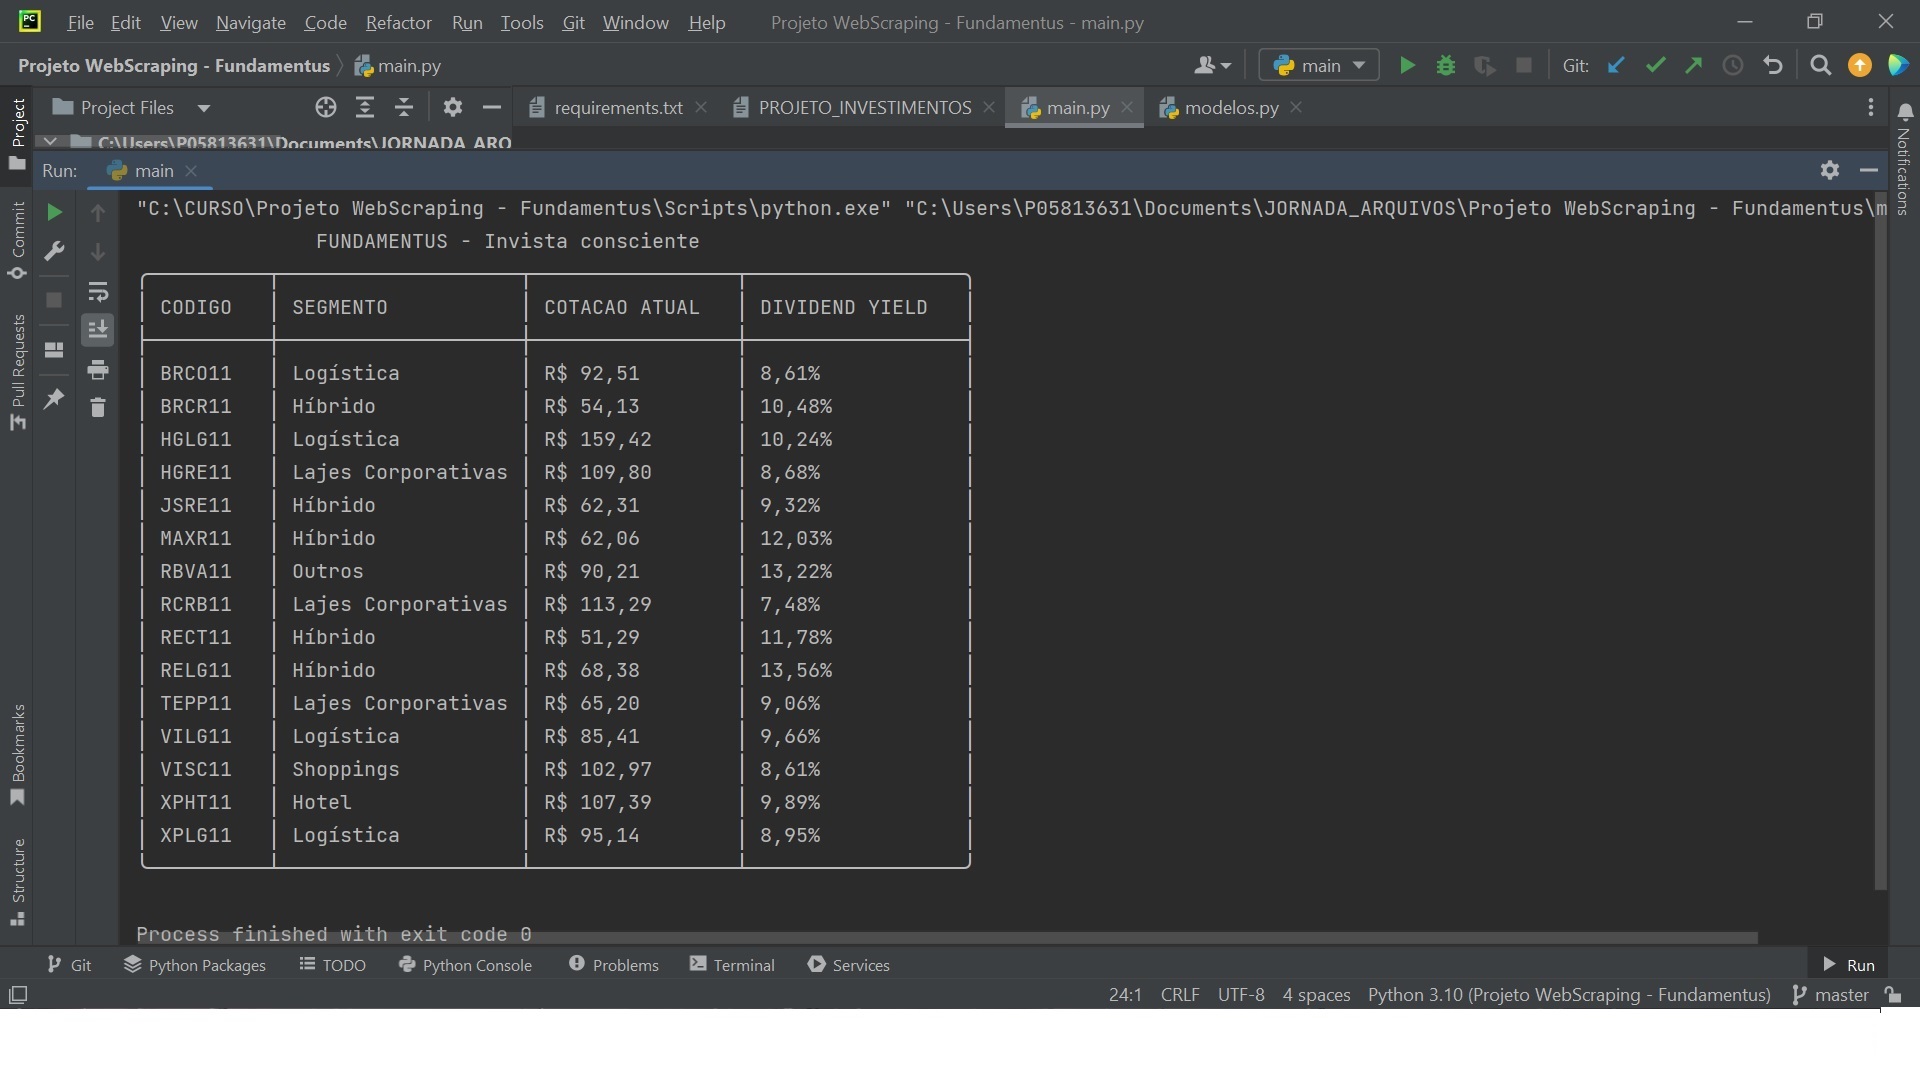 PC File Edit View Navigate Code Refactor Run Tools Git Window Help Projeto WebScraping - Fundamentus - main.py
Projeto WebScraping - Fundamentus main.py main Git:
Project Files requirements.txt PROJETO_INVESTIMENTOS main.py modelos.py
Project
C:\Users\P05813631\Documents\JORNADA_ARQ
Run: main
Notifications
"C:\CURSO\Projeto WebScraping - Fundamentus\Scripts\python.exe" "C:\Users\P05813631\Documents\JORNADA_ARQUIVOS\Projeto WebScraping - Fundamentus\m
FUNDAMENTUS - Invista consciente
CODIGO SEGMENTO COTACAO ATUAL DIVIDEND YIELD
BRCO11 Logística R$ 92,51 8,61%
BRCR11 Híbrido R$ 54,13 10,48%
HGLG11 Logística R$ 159,42 10,24%
HGRE11 Lajes Corporativas R$ 109,80 8,68%
JSRE11 Híbrido R$ 62,31 9,32%
MAXR11 Híbrido R$ 62,06 12,03%
RBVA11 Outros R$ 90,21 13,22%
RCRB11 Lajes Corporativas R$ 113,29 7,48%
RECT11 Híbrido R$ 51,29 11,78%
RELG11 Híbrido R$ 68,38 13,56%
TEPP11 Lajes Corporativas R$ 65,20 9,06%
VILG11 Logística R$ 85,41 9,66%
VISC11 Shoppings R$ 102,97 8,61%
XPHT11 Hotel R$ 107,39 9,89%
XPLG11 Logística R$ 95,14 8,95%
Process finished with exit code 0
Commit
Pull Requests
Bookmarks
Structure
Git Python Packages TODO Python Console Problems Terminal Services Run
24:1 CRLF UTF-8 4 spaces Python 3.10 (Projeto WebScraping - Fundamentus) master